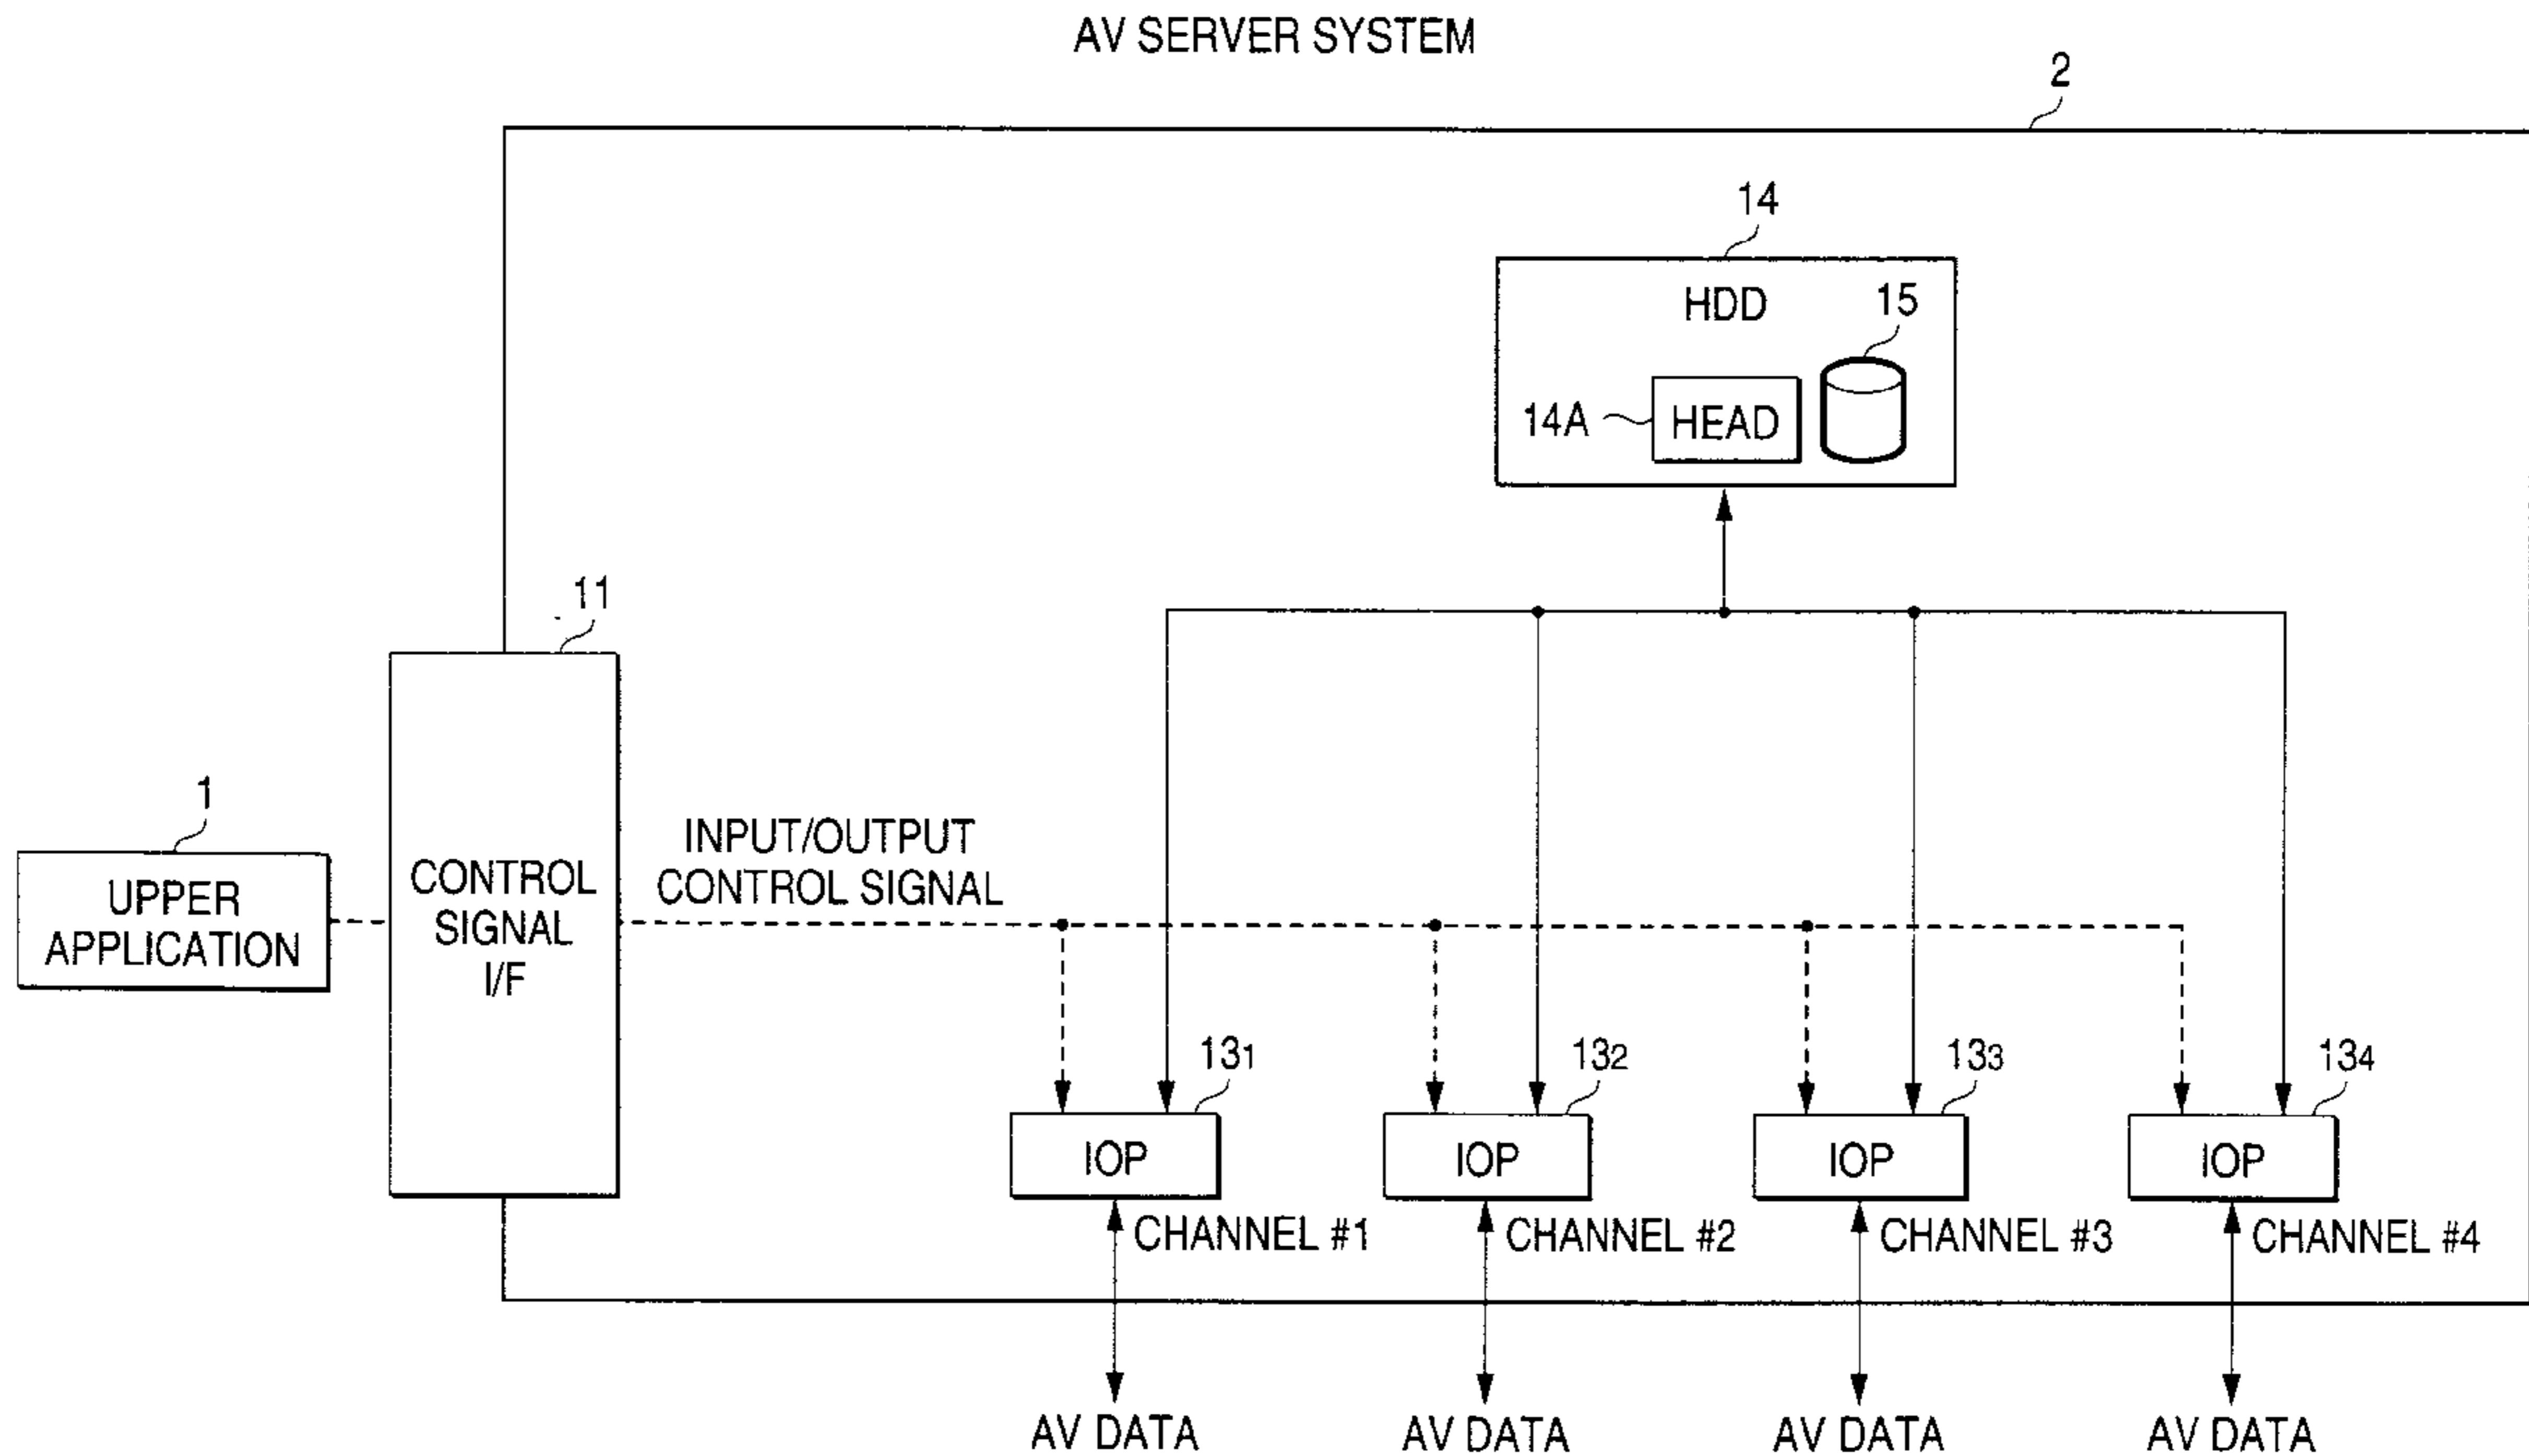 AV SERVER SYSTEM
2
14
HDD
15
14A
HEAD
11
1
UPPER
APPLICATION
CONTROL
SIGNAL
I/F
INPUT/OUTPUT
CONTROL SIGNAL
131
132
133
134
IOP
IOP
IOP
IOP
CHANNEL #1
CHANNEL #2
CHANNEL #3
CHANNEL #4
AV DATA
AV DATA
AV DATA
AV DATA